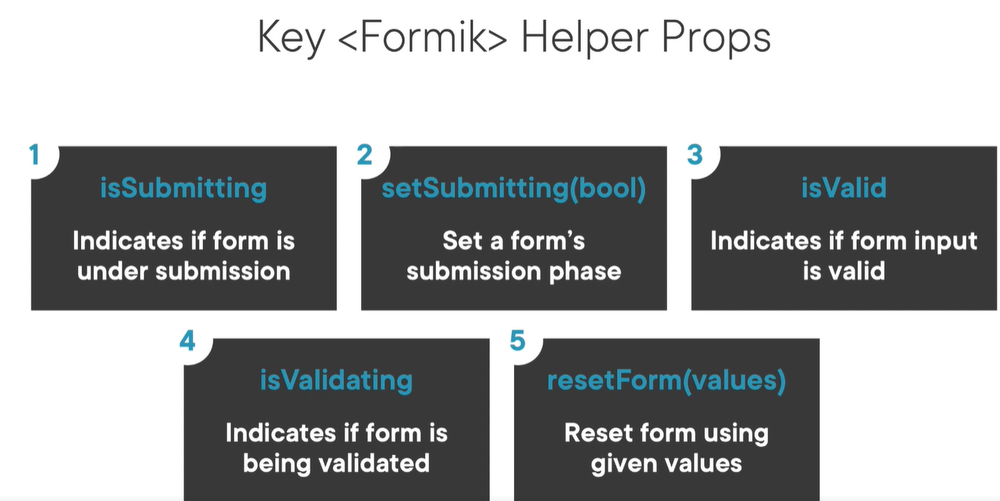 Key <Formik> Helper Props
1
isSubmitting
Indicates if form is
under submission
2
setSubmitting(bool)
Set a form’s
submission phase
3
isValid
Indicates if form input
is valid
4
isValidating
Indicates if form is
being validated
5
resetForm(values)
Reset form using
given values